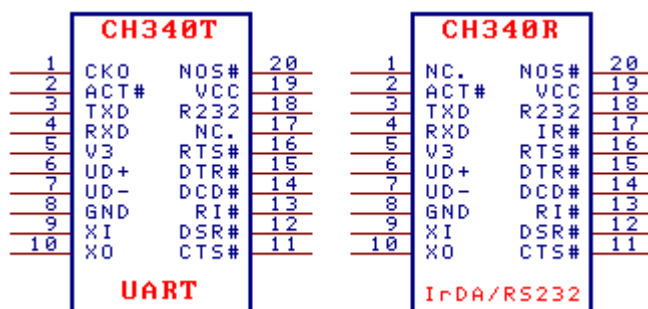 CH340T
1 CKO NOS# 20
2 ACT# VCC 19
3 TXD R232 18
4 RXD NC. 17
5 V3 RTS# 16
6 UD+ DTR# 15
7 UD- DCD# 14
8 GND RI# 13
9 XI DSR# 12
10 XO CTS# 11
UART
CH340R
1 NC. NOS# 20
2 ACT# VCC 19
3 TXD R232 18
4 RXD IR# 17
5 V3 RTS# 16
6 UD+ DTR# 15
7 UD- DCD# 14
8 GND RI# 13
9 XI DSR# 12
10 XO CTS# 11
IrDA/RS232